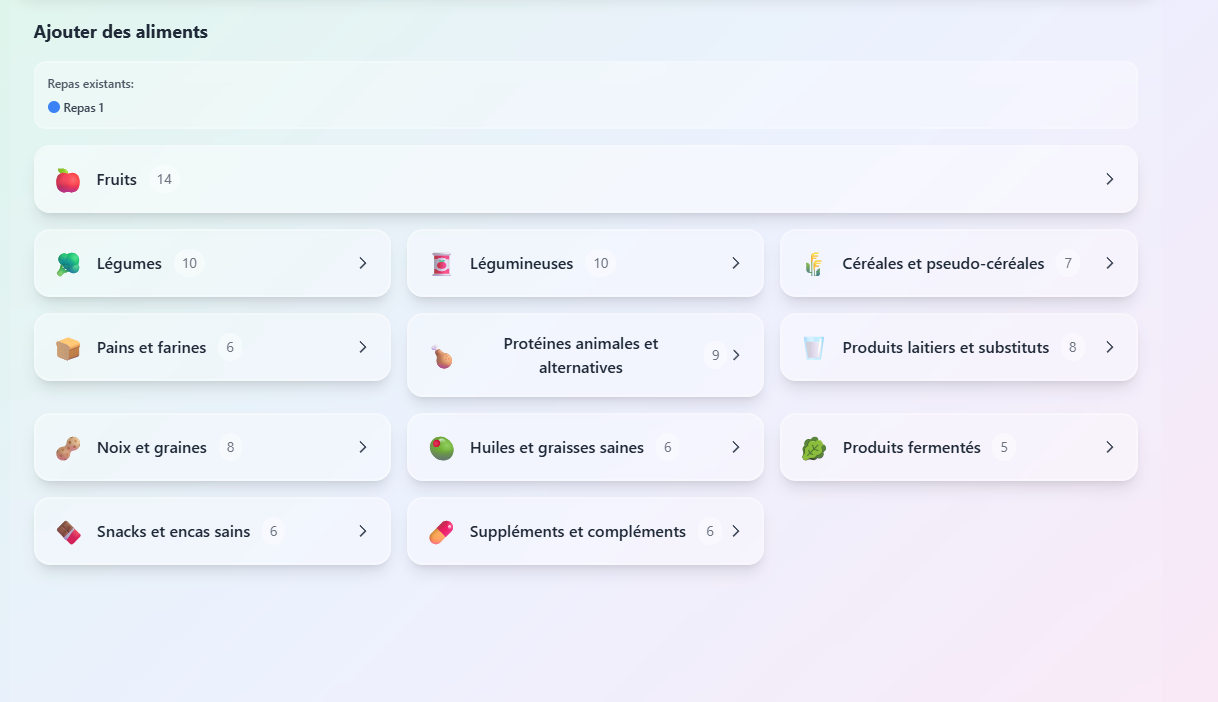 Ajouter des aliments
Repas existants:
Repas 1
Fruits 14
Légumes 10
Légumineuses 10
Céréales et pseudo-céréales 7
Pains et farines 6
Protéines animales et
alternatives 9
Produits laitiers et substituts 8
Noix et graines 8
Huiles et graisses saines 6
Produits fermentés 5
Snacks et encas sains 6
Suppléments et compléments 6